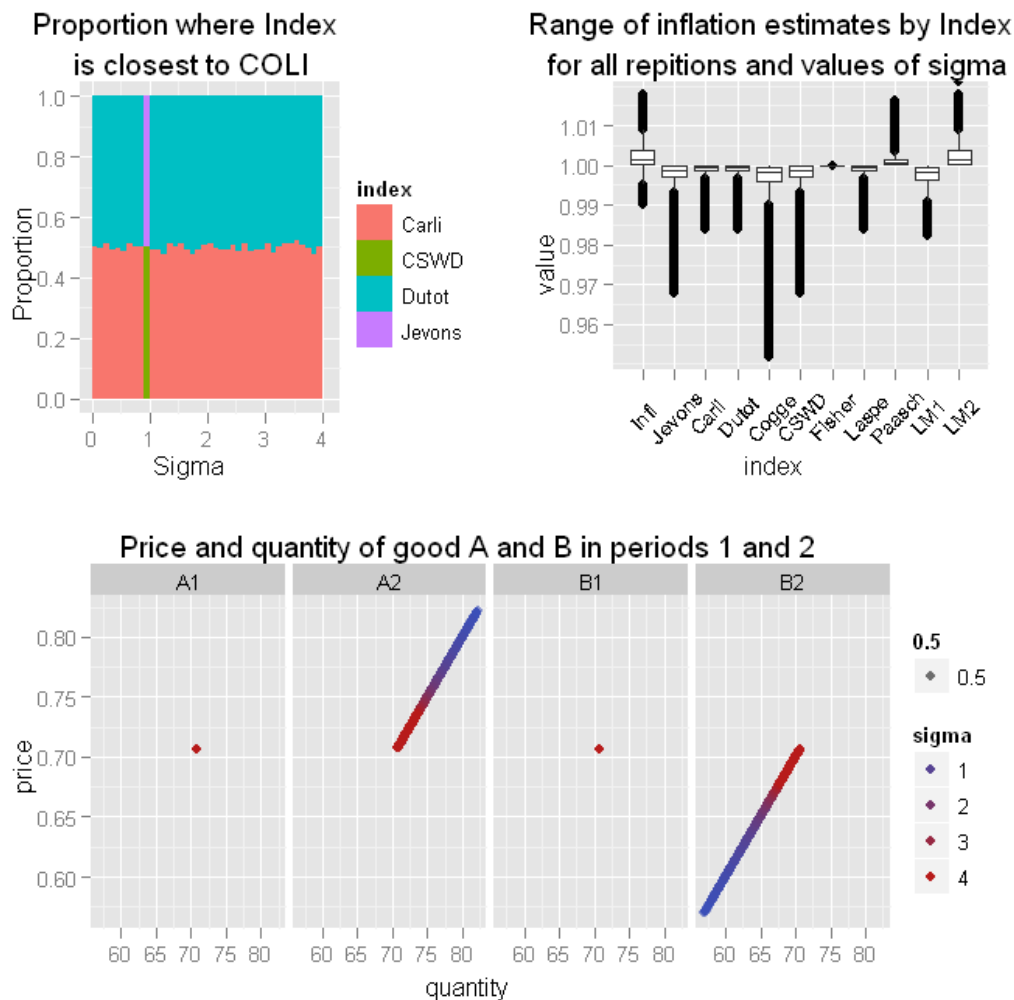 Proportion where Index
is closest to COLI
Proportion
1.0
0.8
0.6
0.4
0.2
0.0
0 1 2 3 4
Sigma
index
Carli
CSWD
Dutot
Jevons
Range of inflation estimates by Index
for all repitions and values of sigma
value
1.01
1.00
0.99
0.98
0.97
0.96
Infl Jevons Carli Dutot Cogge CSWD Fisher Laspe Paasch LM1 LM2
index
Price and quantity of good A and B in periods 1 and 2
A1 A2 B1 B2
price
0.80
0.75
0.70
0.65
0.60
60 65 70 75 80 60 65 70 75 80 60 65 70 75 80 60 65 70 75 80
quantity
0.5
0.5
sigma
1
2
3
4